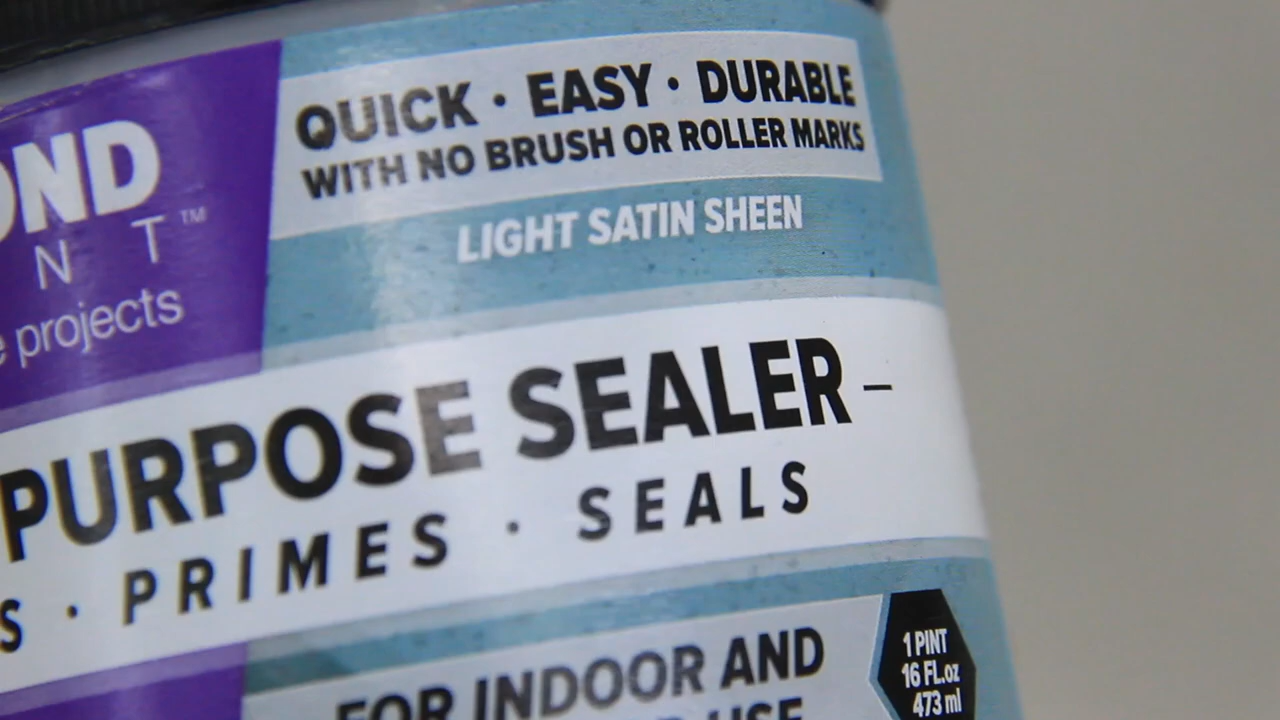 QUICK · EASY · DURABLE
WITH NO BRUSH OR ROLLER MARKS
LIGHT SATIN SHEEN
OND
N T™
e projects
PURPOSE SEALER –
S · PRIMES · SEALS
FOR INDOOR AND
USE
1 PINT
16 FL.oz
473 ml